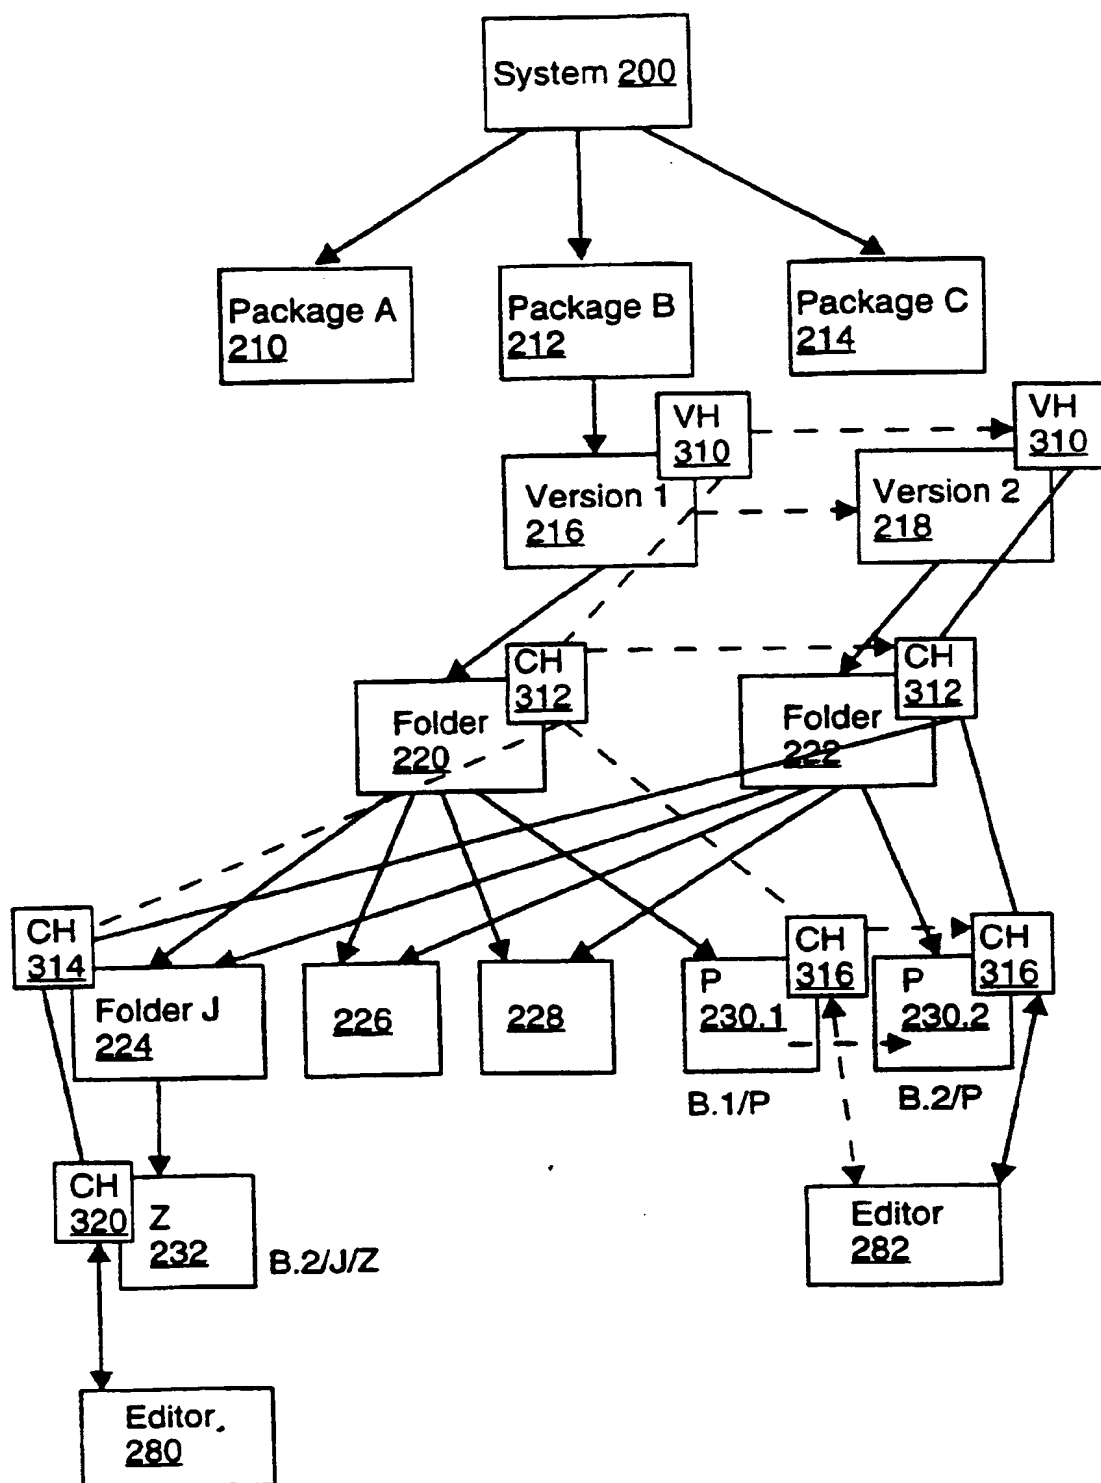 System 200
Package A
210
Package B
212
Package C
214
VH
310
VH
310
Version 1
216
Version 2
218
CH
312
CH
312
Folder
220
Folder
222
CH
314
CH
316
CH
316
Folder J
224
226
228
P
230.1
P
230.2
B.1/P
B.2/P
CH
320
Z
232
B.2/J/Z
Editor
282
Editor
280